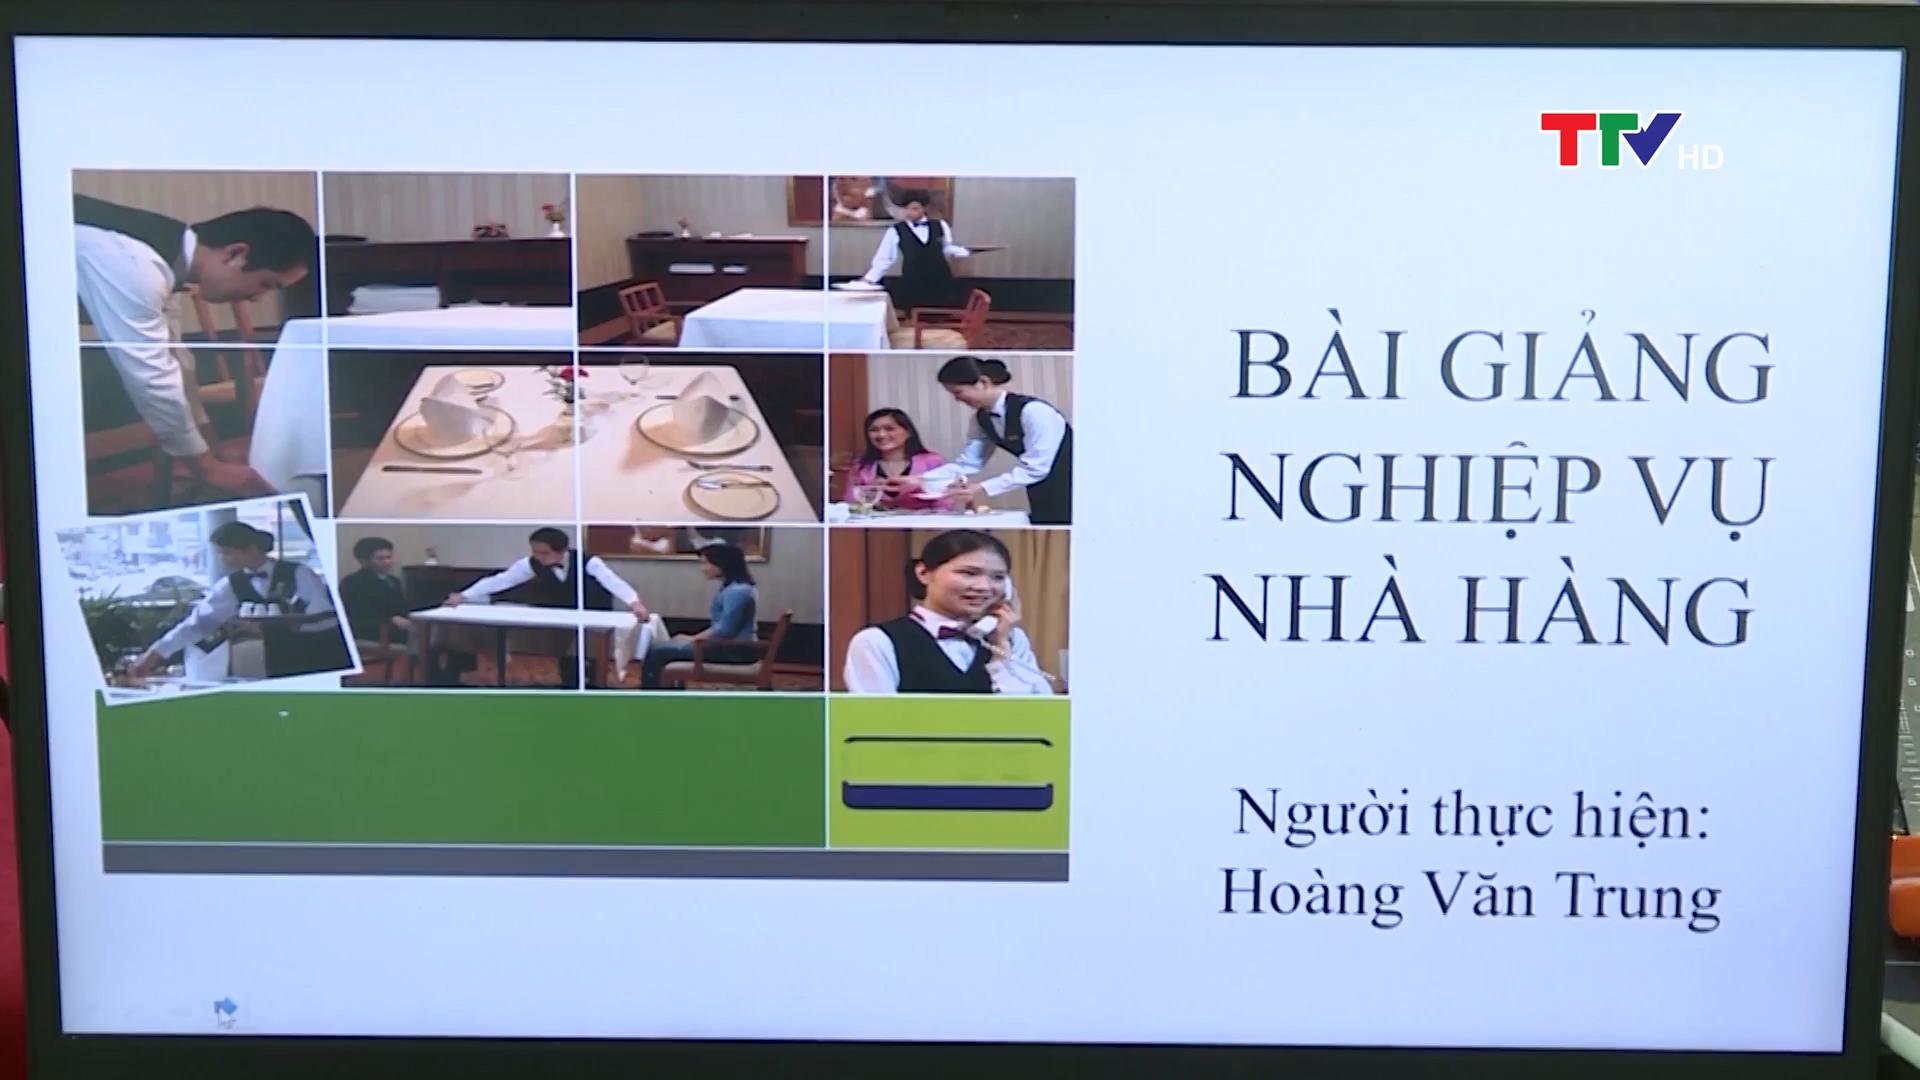 TTV HD
BÀI GIẢNG
NGHIỆP VỤ
NHÀ HÀNG
Người thực hiện:
Hoàng Văn Trung